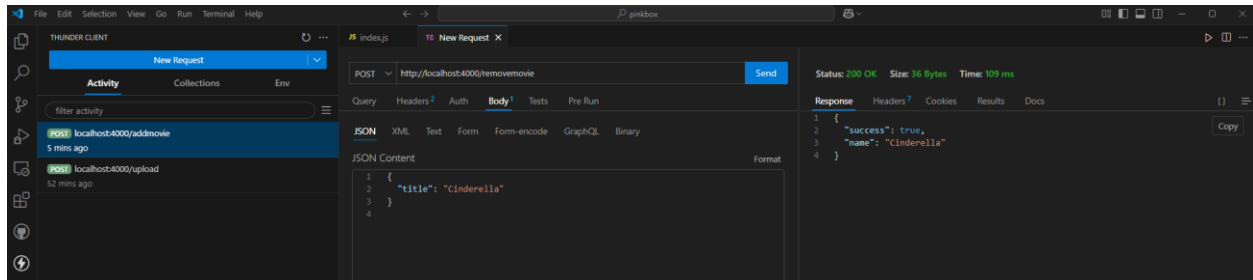 File Edit Selection View Go Run Terminal Help
pinkbox
THUNDER CLIENT
New Request
Activity Collections Env
filter activity
POST localhost:4000/addmovie
5 mins ago
POST localhost:4000/upload
52 mins ago
JS index.js TC New Request
POST http://localhost:4000/removemovie Send
Query Headers 2 Auth Body 1 Tests Pre Run
JSON XML Text Form Form-encode GraphQL Binary
JSON Content Format
1 {
2 "title": "Cinderella"
3 }
4
Status: 200 OK Size: 36 Bytes Time: 109 ms
Response Headers 7 Cookies Results Docs {}
Copy
1 {
2 "success": true,
3 "name": "Cinderella"
4 }